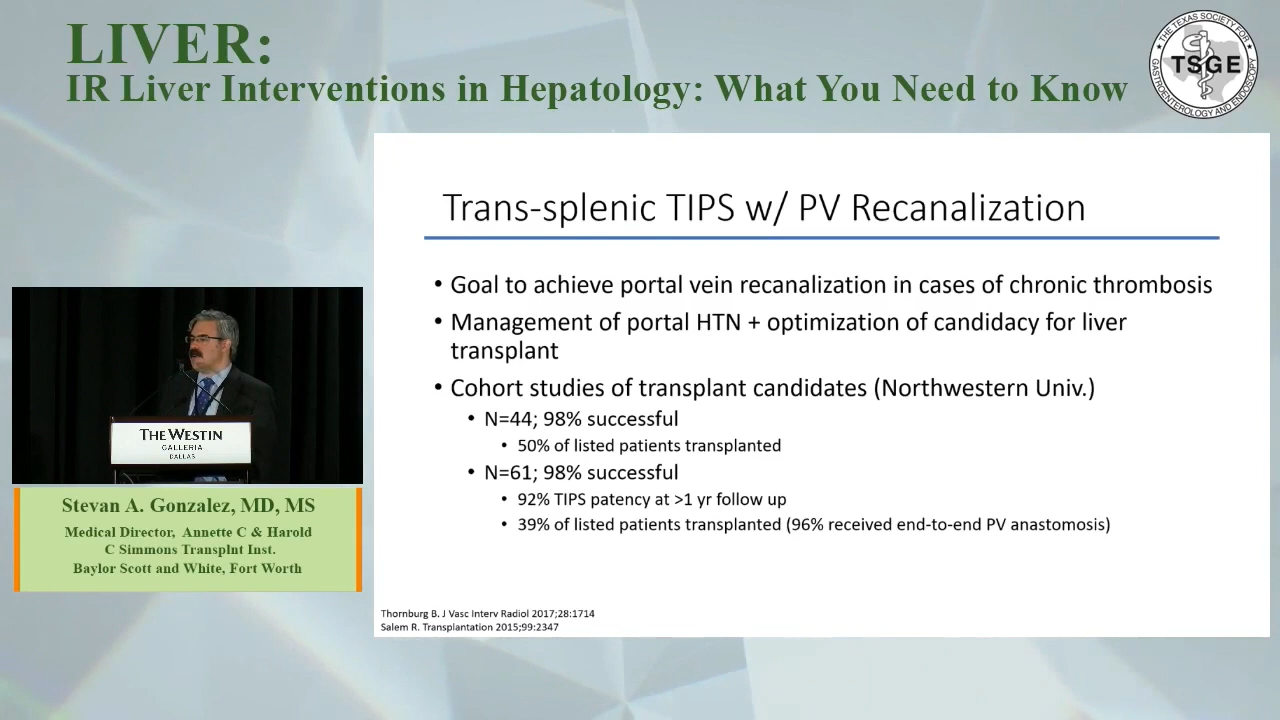 LIVER:
IR Liver Interventions in Hepatology: What You Need to Know
THE TEXAS SOCIETY FOR
TSGE
GASTROENTEROLOGY AND ENDOSCOPY
Trans-splenic TIPS w/ PV Recanalization
• Goal to achieve portal vein recanalization in cases of chronic thrombosis
• Management of portal HTN + optimization of candidacy for liver
transplant
• Cohort studies of transplant candidates (Northwestern Univ.)
• N=44; 98% successful
• 50% of listed patients transplanted
• N=61; 98% successful
• 92% TIPS patency at >1 yr follow up
• 39% of listed patients transplanted (96% received end-to-end PV anastomosis)
Thornburg B. J Vasc Interv Radiol 2017;28:1714
Salem R. Transplantation 2015;99:2347
THE WESTIN
GALLERIA
DALLAS
Stevan A. Gonzalez, MD, MS
Medical Director, Annette C & Harold
C Simmons Transplnt Inst.
Baylor Scott and White, Fort Worth